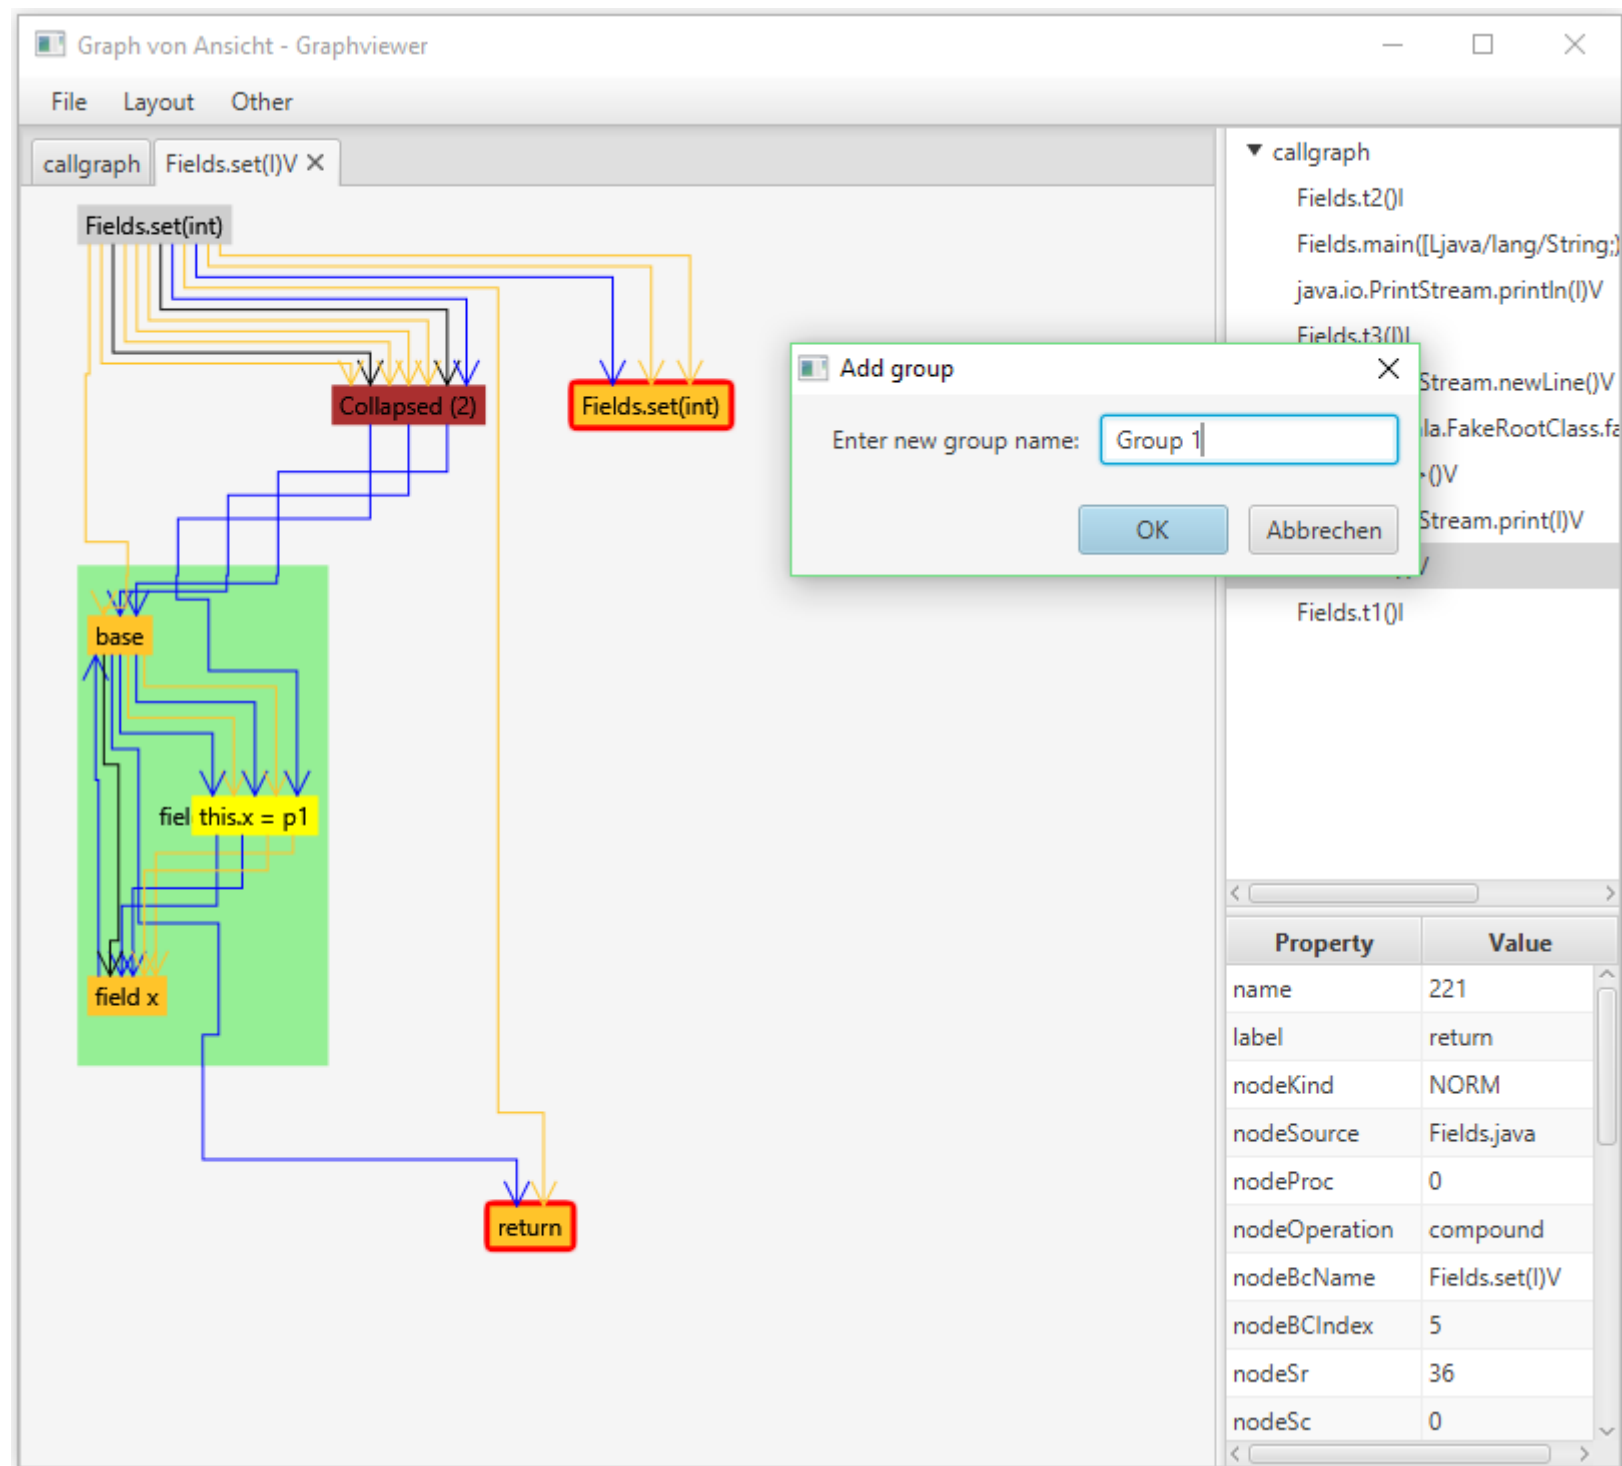 Graph von Ansicht - Graphviewer
File Layout Other
callgraph Fields.set(I)V
Fields.set(int)
Collapsed (2)
Fields.set(int)
base
this.x = p1
field x
return
callgraph
Fields.t2()I
Fields.main([Ljava/lang/String;)
java.io.PrintStream.println(I)V
Fields.t3(I)I
Stream.newLine()V
la.FakeRootClass.fa
()V
Stream.print(I)V
Fields.t1()I
Add group
Enter new group name: Group 1
OK Abbrechen
Property Value
name 221
label return
nodeKind NORM
nodeSource Fields.java
nodeProc 0
nodeOperation compound
nodeBcName Fields.set(I)V
nodeBCIndex 5
nodeSr 36
nodeSc 0